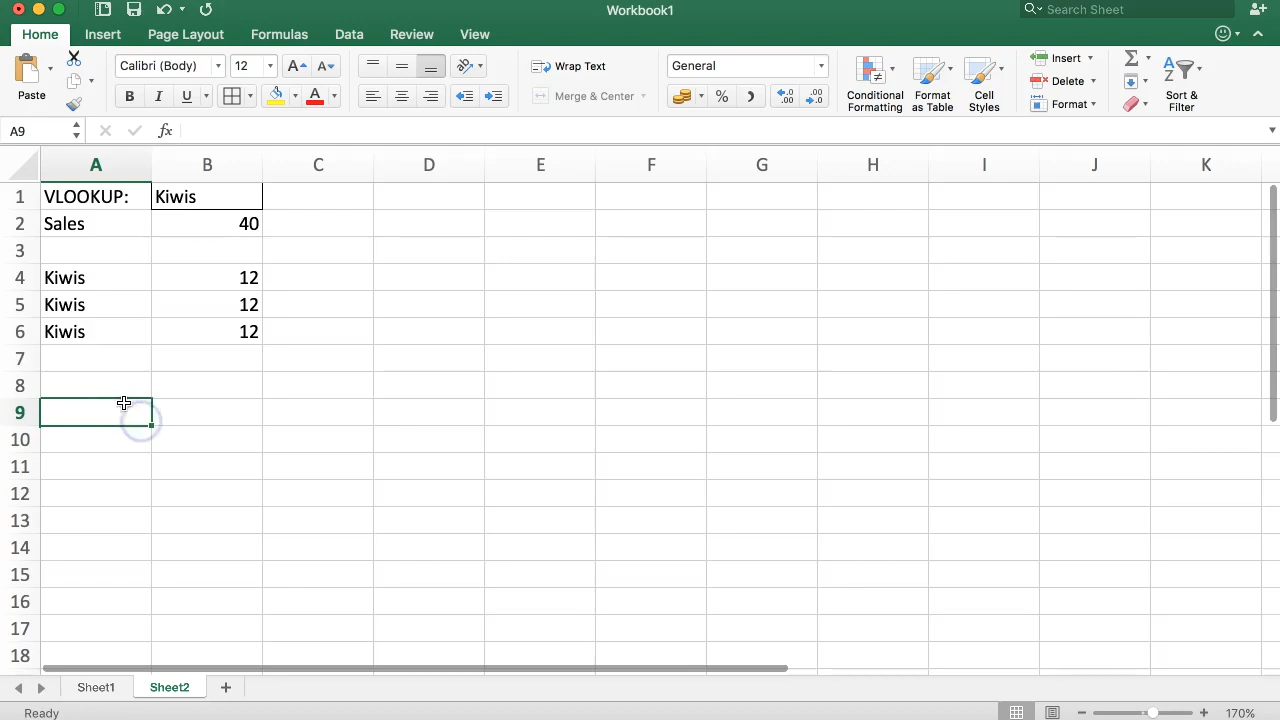 Workbook1
Search Sheet
Home Insert Page Layout Formulas Data Review View
Paste
Calibri (Body) 12
A A
B I U A
Wrap Text
Merge & Center
General
%
Conditional Formatting
Format as Table
Cell Styles
Insert
Delete
Format
Sort & Filter
A9 fx
A B C D E F G H I J K
1 VLOOKUP: Kiwis
2 Sales 40
3
4 Kiwis 12
5 Kiwis 12
6 Kiwis 12
7
8
9
10
11
12
13
14
15
16
17
18
Sheet1 Sheet2 +
Ready 170%